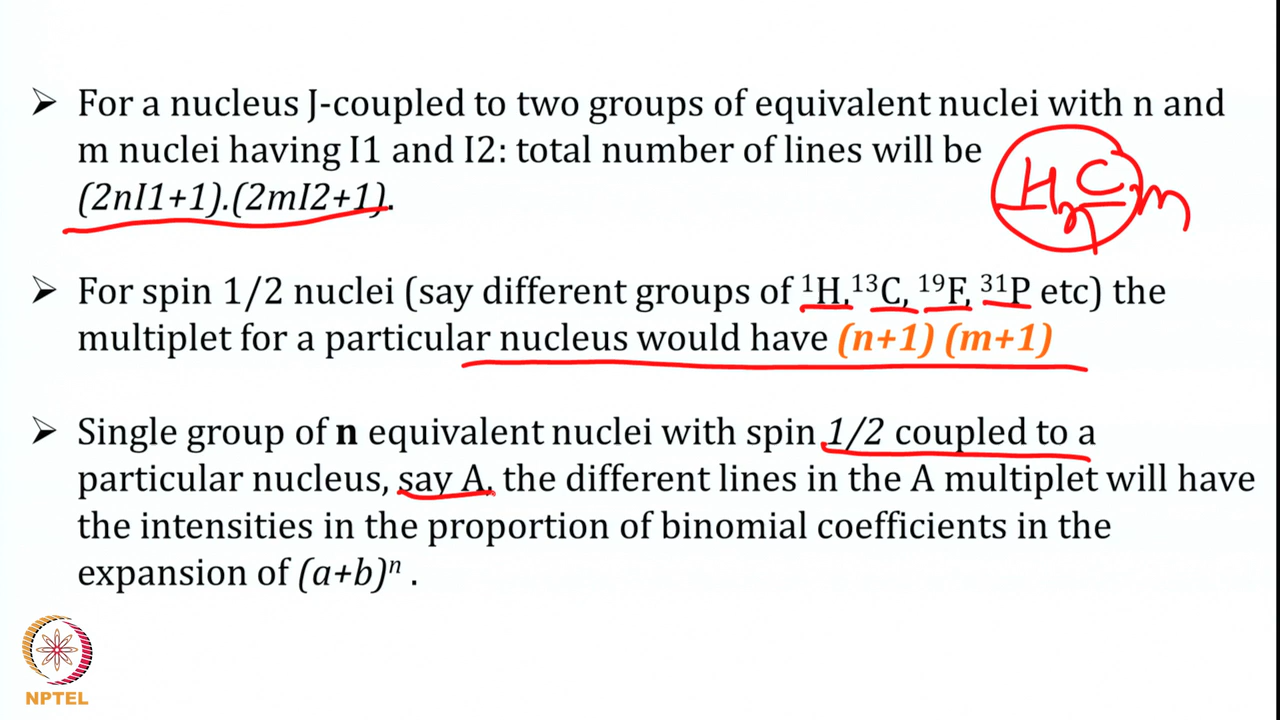 ➢ For a nucleus J-coupled to two groups of equivalent nuclei with n and
m nuclei having I1 and I2: total number of lines will be
(2nI1+1).(2mI2+1).
H C m
n
➢ For spin 1/2 nuclei (say different groups of ¹H,¹³C, ¹⁹F, ³¹P etc) the
multiplet for a particular nucleus would have (n+1) (m+1)
➢ Single group of n equivalent nuclei with spin 1/2 coupled to a
particular nucleus, say A, the different lines in the A multiplet will have
the intensities in the proportion of binomial coefficients in the
expansion of (a+b)ⁿ .
NPTEL